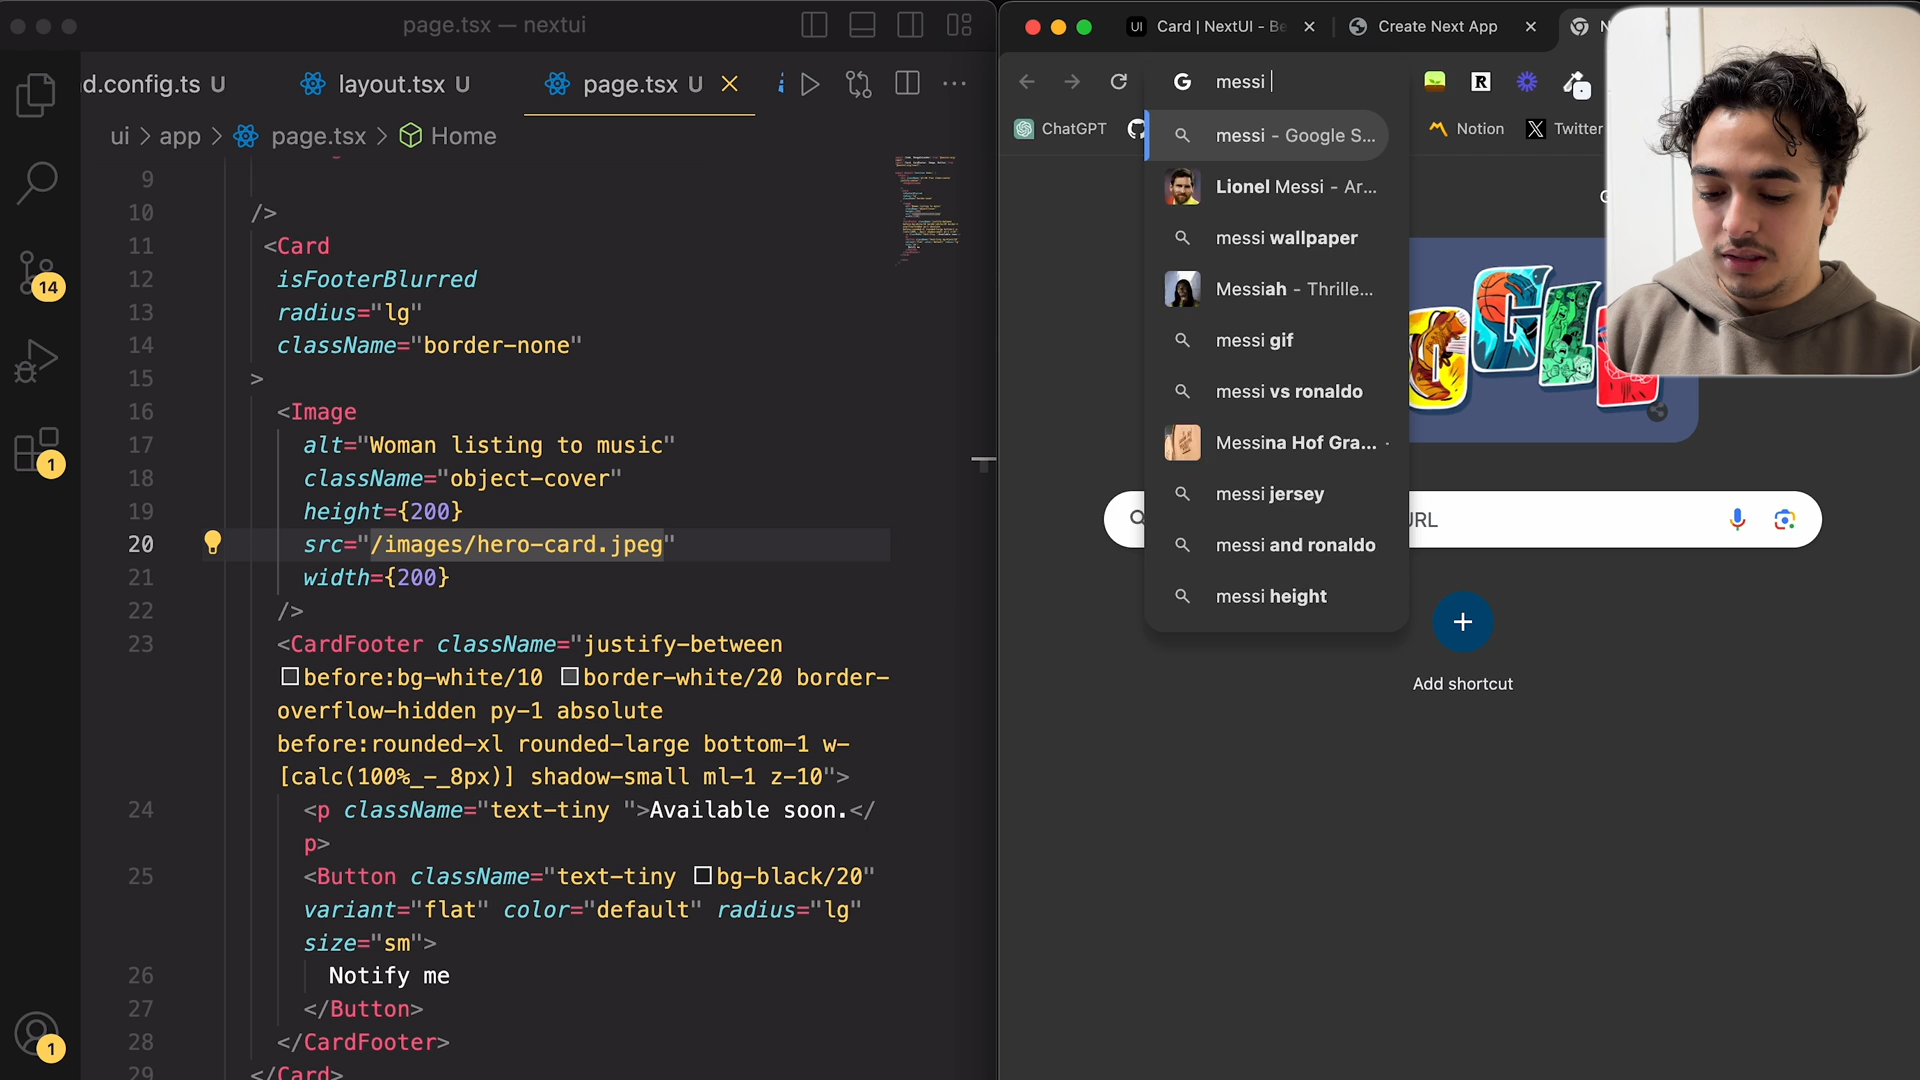 page.tsx — nextui
d.config.ts U
layout.tsx U
page.tsx U
ui > app > page.tsx > Home
9
10 />
11 <Card
12 isFooterBlurred
13 radius="lg"
14 className="border-none"
15 >
16 <Image
17 alt="Woman listing to music"
18 className="object-cover"
19 height={200}
20 src="/images/hero-card.jpeg"
21 width={200}
22 />
23 <CardFooter className="justify-between
before:bg-white/10 border-white/20 border-
overflow-hidden py-1 absolute
before:rounded-xl rounded-large bottom-1 w-
[calc(100%_-_8px)] shadow-small ml-1 z-10">
24 <p className="text-tiny ">Available soon.</
p>
25 <Button className="text-tiny bg-black/20"
variant="flat" color="default" radius="lg"
size="sm">
26 Notify me
27 </Button>
28 </CardFooter>
29 </Card>
14
1
1
UI Card | NextUI - Be
Create Next App
N
G messi
R
ChatGPT
Notion
X Twitter
messi - Google S...
Lionel Messi - Ar...
messi wallpaper
Messiah - Thrille...
messi gif
messi vs ronaldo
Messina Hof Gra... -
messi jersey
messi and ronaldo
messi height
G
URL
Add shortcut